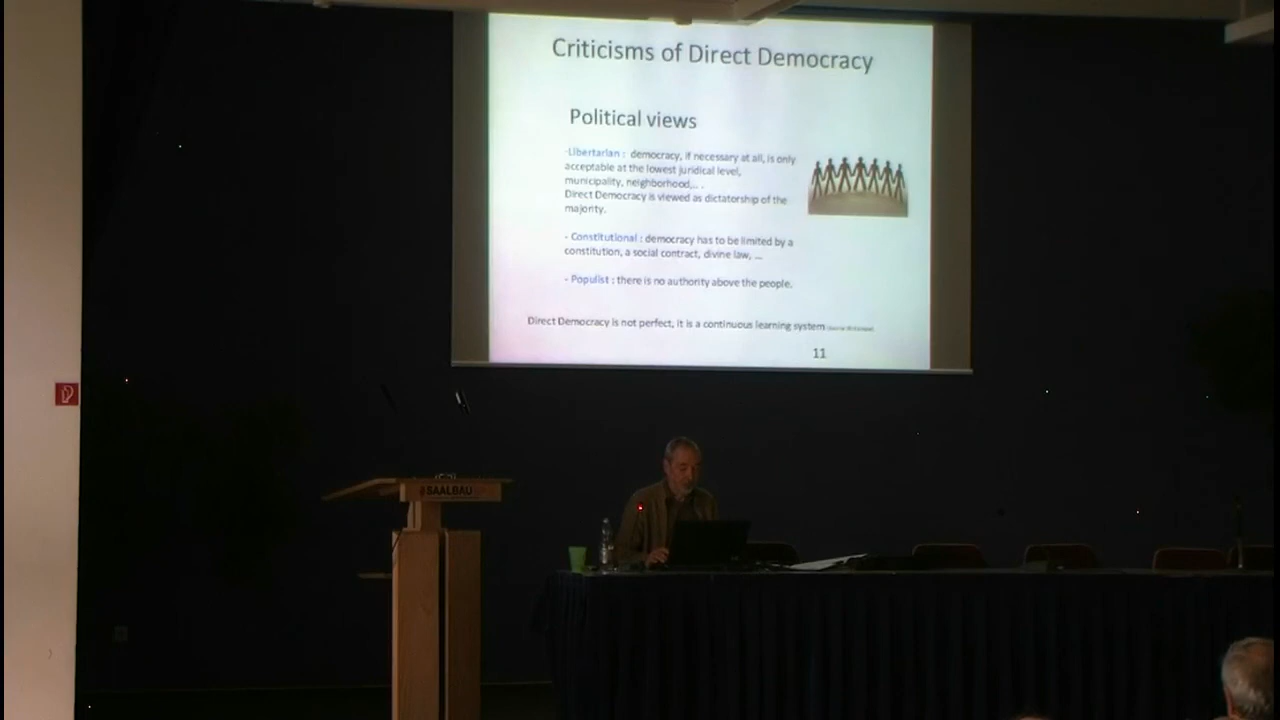 Criticisms of Direct Democracy
Political views
-Libertarian : democracy, if necessary at all, is only
acceptable at the lowest juridical level,
municipality, neighborhood,.. .
Direct Democracy is viewed as dictatorship of the
majority.
- Constitutional : democracy has to be limited by a
constitution, a social contract, divine law, ...
- Populist : there is no authority above the people.
Direct Democracy is not perfect, it is a continuous learning system
11
SAALBAU